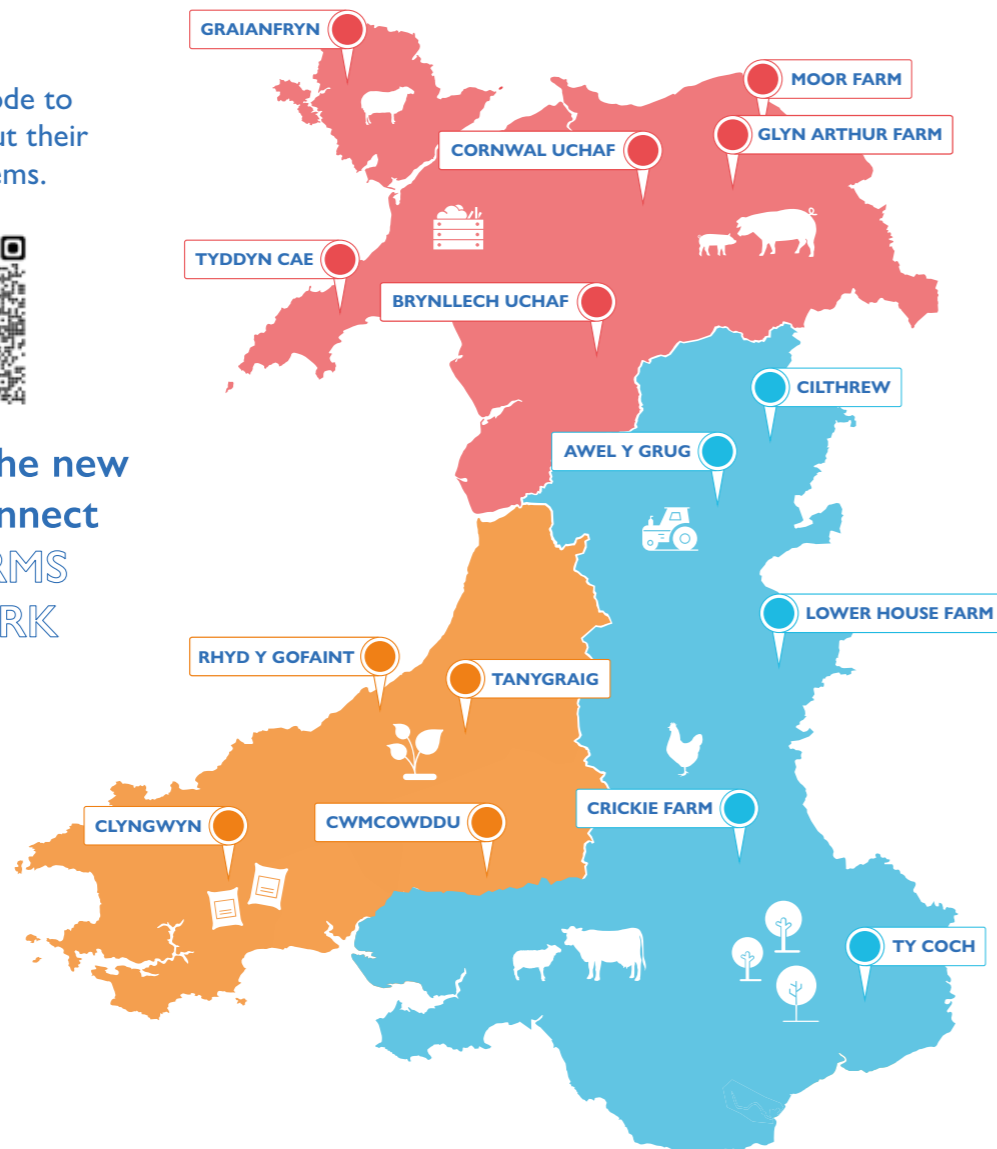 ode to
ut their
ems.
he new
nnect
RMS
RK
GRAIANFRYN
MOOR FARM
GLYN ARTHUR FARM
CORNWAL UCHAF
TYDDYN CAE
BRYNLLECH UCHAF
CILTHREW
AWEL Y GRUG
LOWER HOUSE FARM
RHYD Y GOFAINT
TANYGRAIG
CLYNGWYN
CWMCOWDDU
CRICKIE FARM
TY COCH